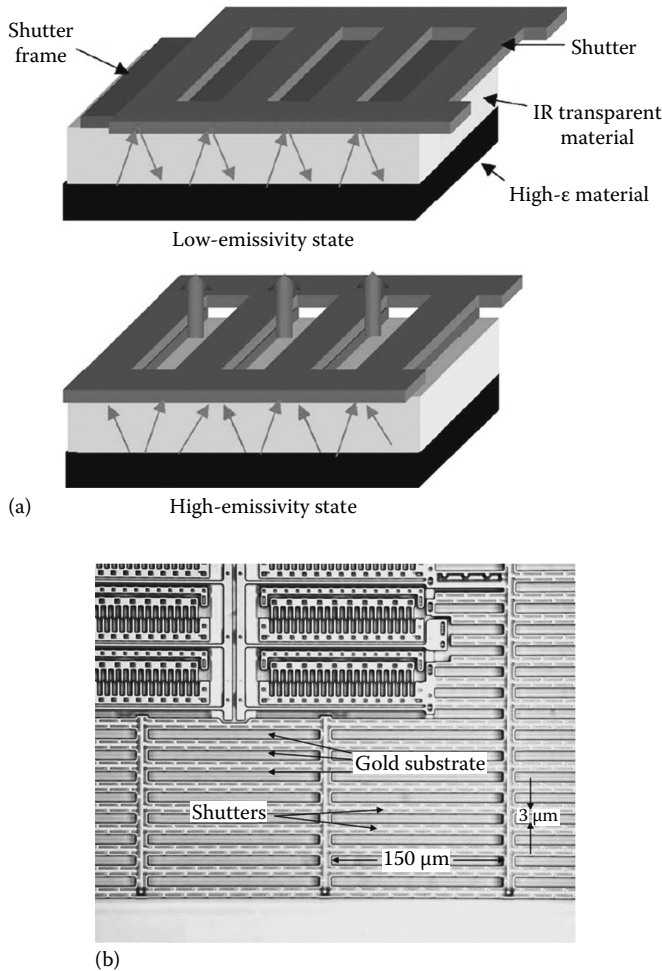 Shutter
frame
Shutter
IR transparent
material
High-ε material
Low-emissivity state
(a)
High-emissivity state
Gold substrate
Shutters
3 μm
150 μm
(b)